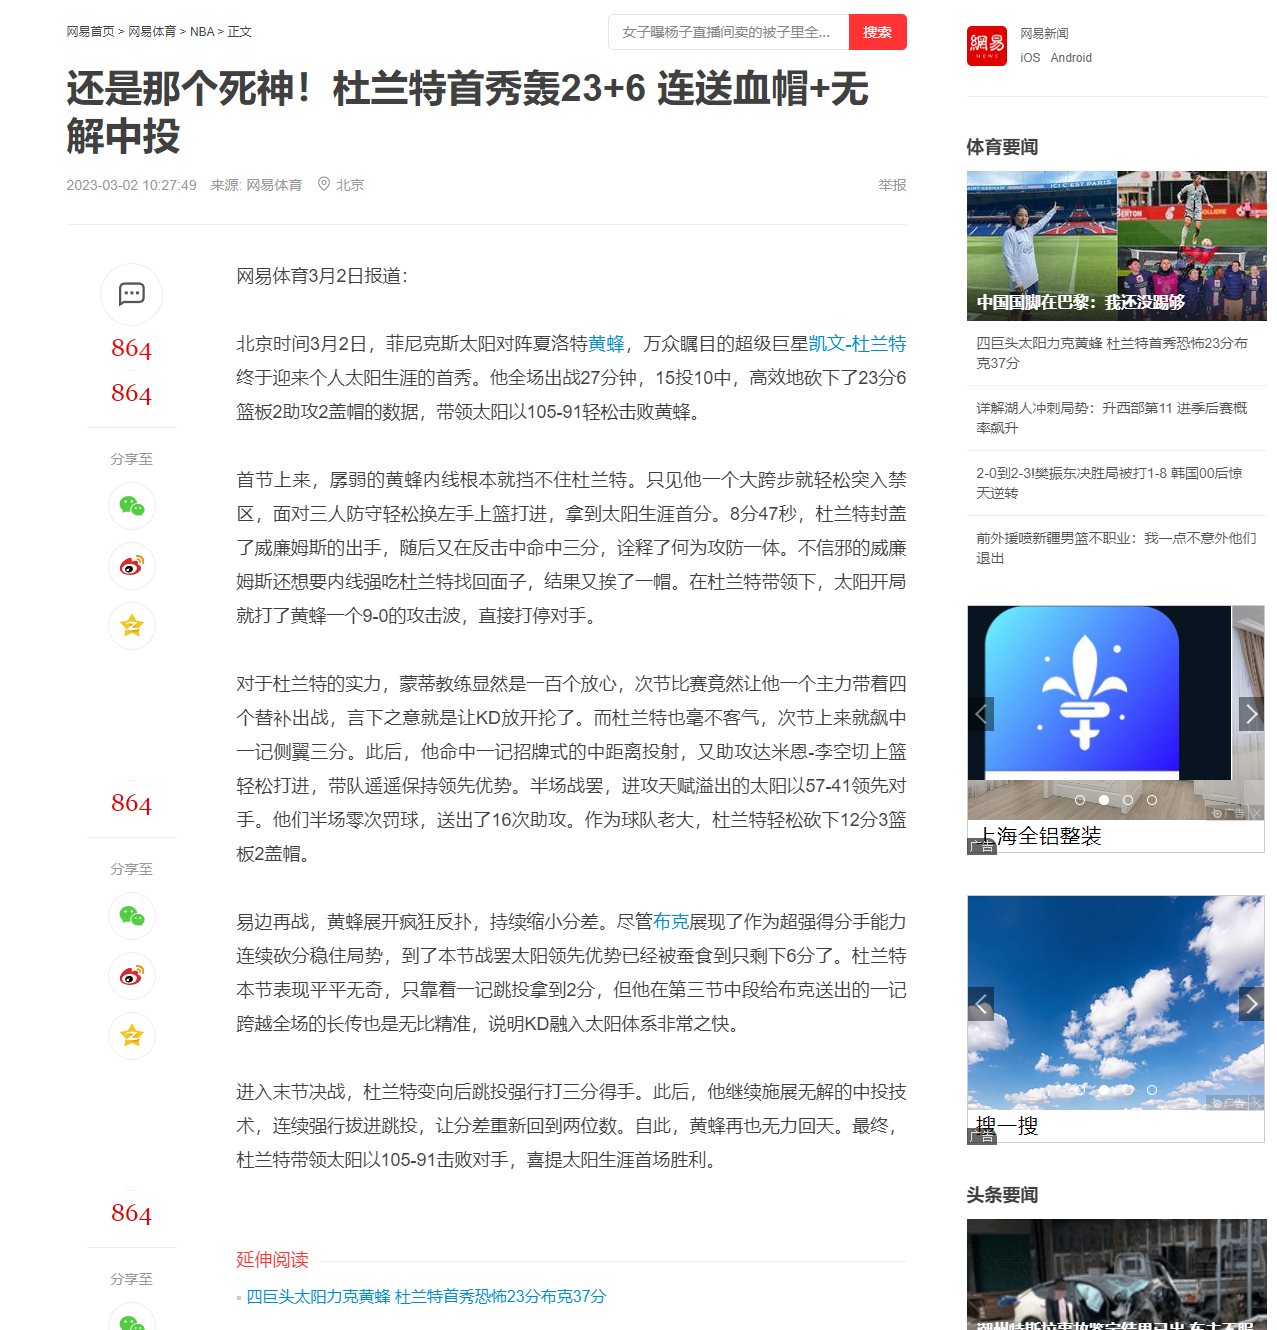 网易首页 > 网易体育 > NBA > 正文
女子曝杨子直播间卖的被子里全...
搜索
还是那个死神！杜兰特首秀轰23+6 连送血帽+无
解中投
2023-03-02 10:27:49 来源: 网易体育 北京
举报
864
864
分享至
864
分享至
864
分享至
网易体育3月2日报道：
北京时间3月2日，菲尼克斯太阳对阵夏洛特黄蜂，万众瞩目的超级巨星凯文-杜兰特
终于迎来个人太阳生涯的首秀。他全场出战27分钟，15投10中，高效地砍下了23分6
篮板2助攻2盖帽的数据，带领太阳以105-91轻松击败黄蜂。
首节上来，孱弱的黄蜂内线根本就挡不住杜兰特。只见他一个大跨步就轻松突入禁
区，面对三人防守轻松换左手上篮打进，拿到太阳生涯首分。8分47秒，杜兰特封盖
了威廉姆斯的出手，随后又在反击中命中三分，诠释了何为攻防一体。不信邪的威廉
姆斯还想要内线强吃杜兰特找回面子，结果又挨了一帽。在杜兰特带领下，太阳开局
就打了黄蜂一个9-0的攻击波，直接打停对手。
对于杜兰特的实力，蒙蒂教练显然是一百个放心，次节比赛竟然让他一个主力带着四
个替补出战，言下之意就是让KD放开抡了。而杜兰特也毫不客气，次节上来就飙中
一记侧翼三分。此后，他命中一记招牌式的中距离投射，又助攻达米恩-李空切上篮
轻松打进，带队遥遥保持领先优势。半场战罢，进攻天赋溢出的太阳以57-41领先对
手。他们半场零次罚球，送出了16次助攻。作为球队老大，杜兰特轻松砍下12分3篮
板2盖帽。
易边再战，黄蜂展开疯狂反扑，持续缩小分差。尽管布克展现了作为超强得分手能力
连续砍分稳住局势，到了本节战罢太阳领先优势已经被蚕食到只剩下6分了。杜兰特
本节表现平平无奇，只靠着一记跳投拿到2分，但他在第三节中段给布克送出的一记
跨越全场的长传也是无比精准，说明KD融入太阳体系非常之快。
进入末节决战，杜兰特变向后跳投强行打三分得手。此后，他继续施展无解的中投技
术，连续强行拔进跳投，让分差重新回到两位数。自此，黄蜂再也无力回天。最终，
杜兰特带领太阳以105-91击败对手，喜提太阳生涯首场胜利。
延伸阅读
四巨头太阳力克黄蜂 杜兰特首秀恐怖23分布克37分
網易
NEWS
网易新闻
iOS Android
体育要闻
ICI C'EST PARIS
中国国脚在巴黎：我还没踢够
四巨头太阳力克黄蜂 杜兰特首秀恐怖23分布
克37分
详解湖人冲刺局势：升西部第11 进季后赛概
率飙升
2-0到2-3!樊振东决胜局被打1-8 韩国00后惊
天逆转
前外援喷新疆男篮不职业：我一点不意外他们
退出
广告
上海全铝整装
广告
广告
搜一搜
广告
头条要闻